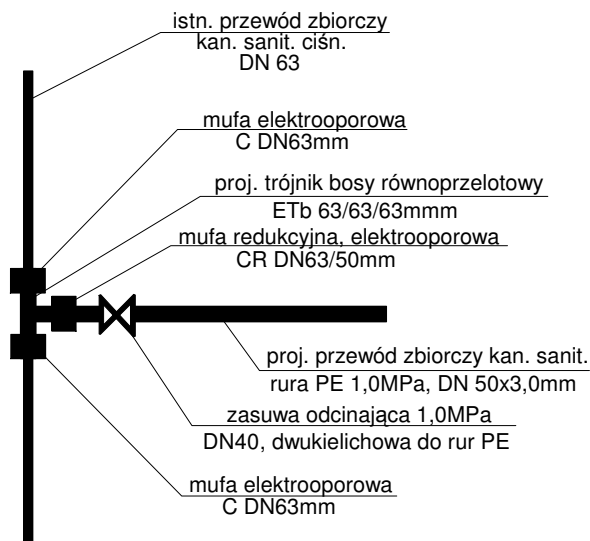 istn. przewód zbiorczy
kan. sanit. ciśn.
DN 63
mufa elektrooporowa
C DN63mm
proj. trójnik bosy równoprzelotowy
ETb 63/63/63mmm
mufa redukcyjna, elektrooporowa
CR DN63/50mm
proj. przewód zbiorczy kan. sanit.
rura PE 1,0MPa, DN 50x3,0mm
zasuwa odcinająca 1,0MPa
DN40, dwukielichowa do rur PE
mufa elektrooporowa
C DN63mm